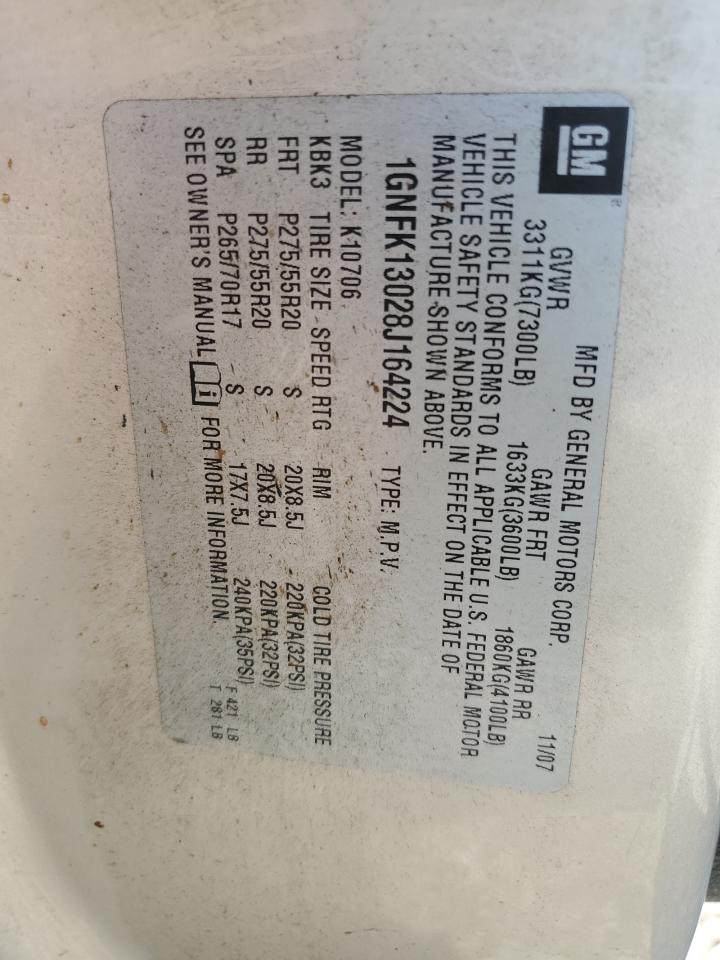 GM
MFD BY GENERAL MOTORS CORP. 11/07
GVWR GAWR FRT GAWR RR
3311KG(7300LB) 1633KG(3600LB) 1860KG(4100LB)
THIS VEHICLE CONFORMS TO ALL APPLICABLE U.S. FEDERAL MOTOR
VEHICLE SAFETY STANDARDS IN EFFECT ON THE DATE OF
MANUFACTURE SHOWN ABOVE.
1GNFK13028J164224 TYPE: M.P.V.
MODEL: K10706
KBK3 TIRE SIZE SPEED RTG RIM COLD TIRE PRESSURE
FRT P275/55R20 S 20X8.5J 220KPA(32PSI)
RR P275/55R20 S 20X8.5J 220KPA(32PSI)
SPA P265/70R17 S 17X7.5J 240KPA(35PSI)
SEE OWNER'S MANUAL i FOR MORE INFORMATION.
F 421 LB
T 281 LB